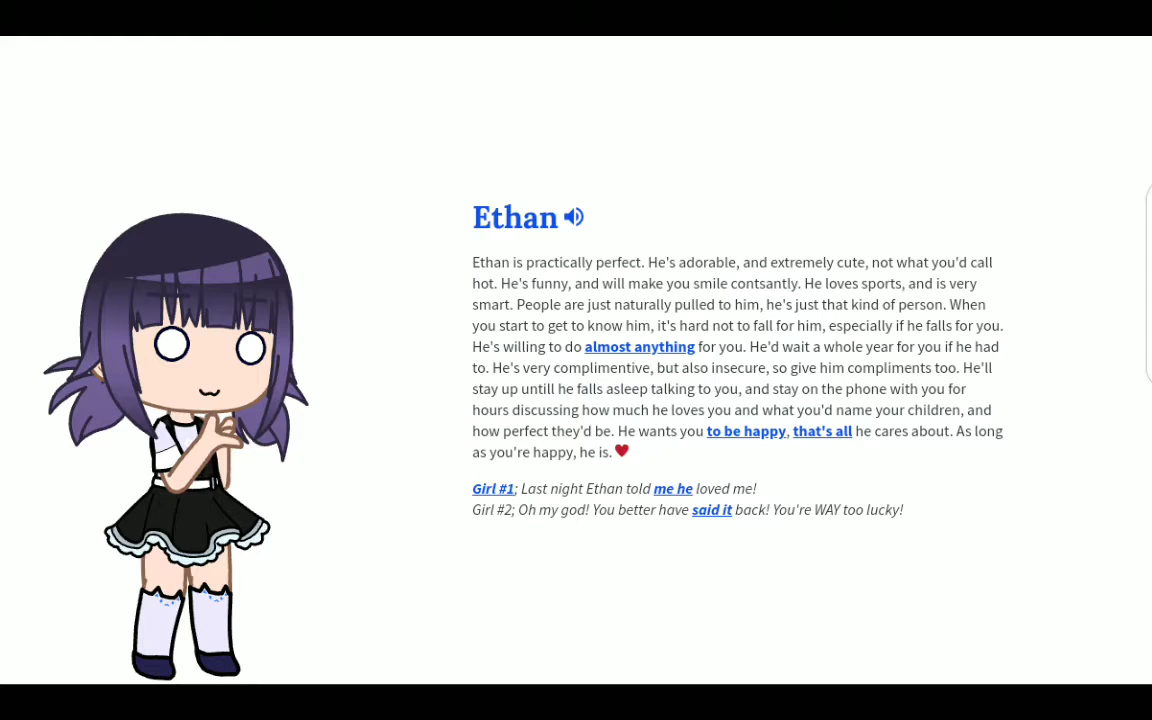 Ethan
Ethan is practically perfect. He's adorable, and extremely cute, not what you'd call
hot. He's funny, and will make you smile contsantly. He loves sports, and is very
smart. People are just naturally pulled to him, he's just that kind of person. When
you start to get to know him, it's hard not to fall for him, especially if he falls for you.
He's willing to do almost anything for you. He'd wait a whole year for you if he had
to. He's very complimentive, but also insecure, so give him compliments too. He'll
stay up untill he falls asleep talking to you, and stay on the phone with you for
hours discussing how much he loves you and what you'd name your children, and
how perfect they'd be. He wants you to be happy, that's all he cares about. As long
as you're happy, he is. ♥
Girl #1; Last night Ethan told me he loved me!
Girl #2; Oh my god! You better have said it back! You're WAY too lucky!